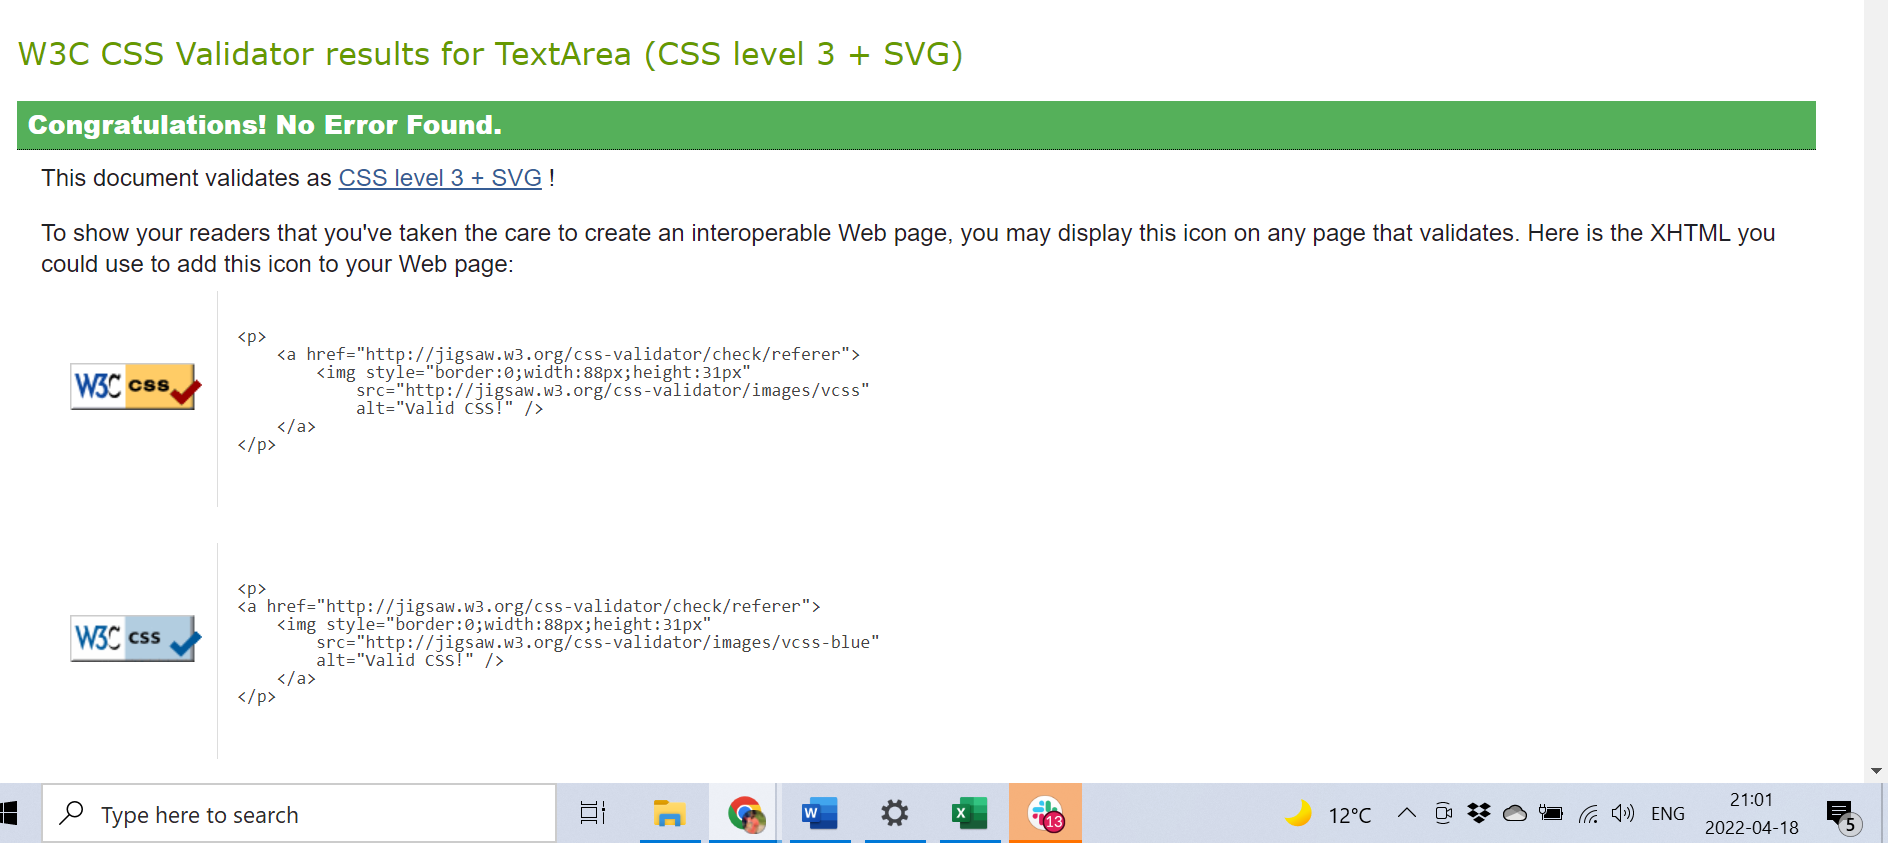 W3C CSS Validator results for TextArea (CSS level 3 + SVG)
Congratulations! No Error Found.
This document validates as CSS level 3 + SVG !
To show your readers that you've taken the care to create an interoperable Web page, you may display this icon on any page that validates. Here is the XHTML you
could use to add this icon to your Web page:
W3C css
<p>
<a href="http://jigsaw.w3.org/css-validator/check/referer">
<img style="border:0;width:88px;height:31px"
src="http://jigsaw.w3.org/css-validator/images/vcss"
alt="Valid CSS!" />
</a>
</p>
W3C css
<p>
<a href="http://jigsaw.w3.org/css-validator/check/referer">
<img style="border:0;width:88px;height:31px"
src="http://jigsaw.w3.org/css-validator/images/vcss-blue"
alt="Valid CSS!" />
</a>
</p>
Type here to search
W
X
13
12°C
ENG
21:01
2022-04-18
5